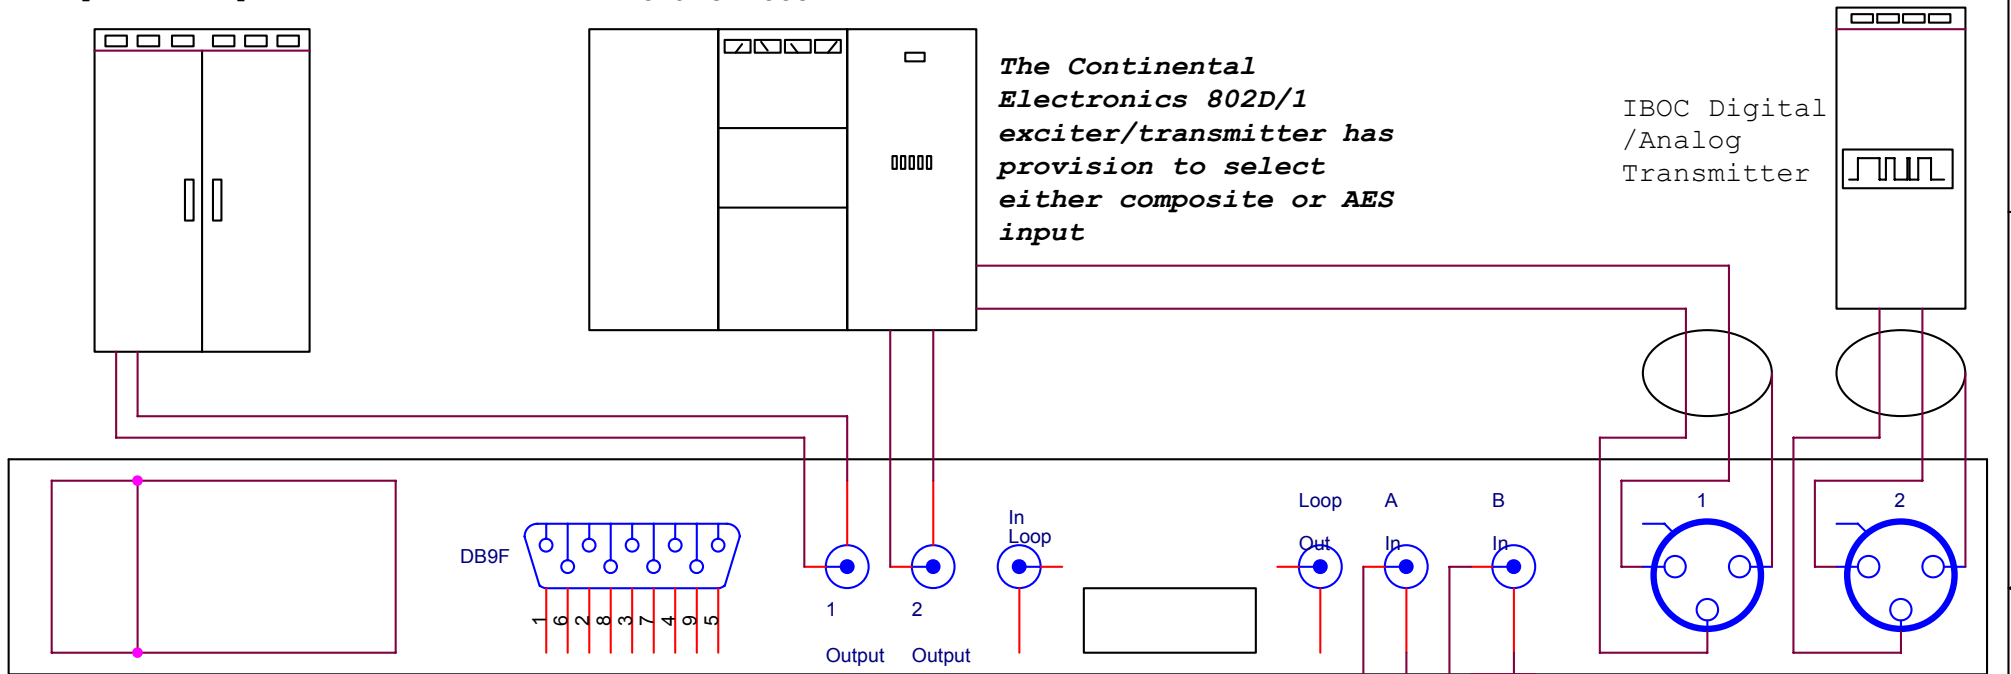 The Continental
Electronics 802D/1
exciter/transmitter has
provision to select
either composite or AES
input
IBOC Digital
/Analog
Transmitter
DB9F
1
6
2
8
3
7
4
9
5
1
Output
2
Output
In
Loop
Loop
Out
A
In
B
In
1
2